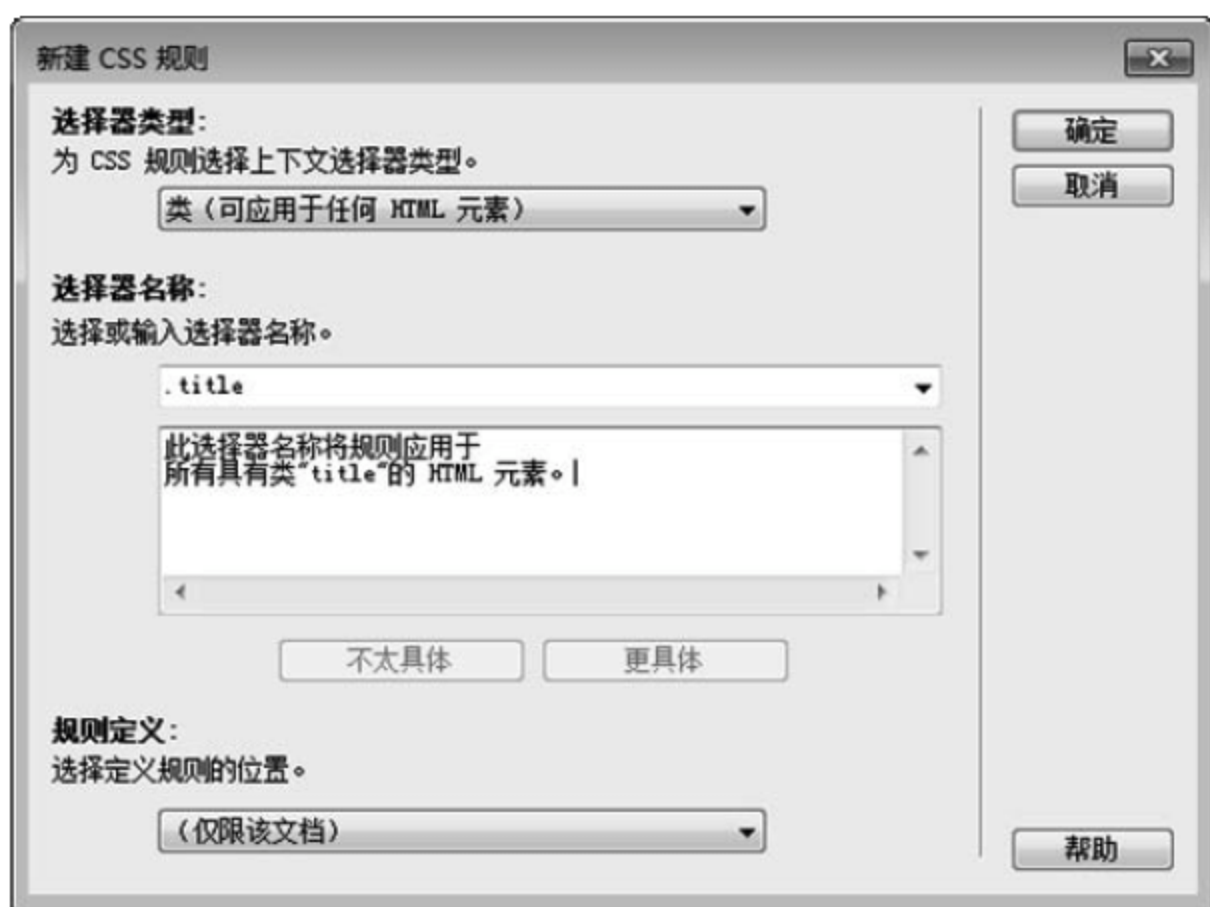 新建 CSS 规则
选择器类型:
为 CSS 规则选择上下文选择器类型。
类（可应用于任何 HTML 元素）
选择器名称:
选择或输入选择器名称。
.title
此选择器名称将规则应用于
所有具有类"title"的 HTML 元素。
不太具体
更具体
规则定义:
选择定义规则的位置。
（仅限该文档）
确定
取消
帮助